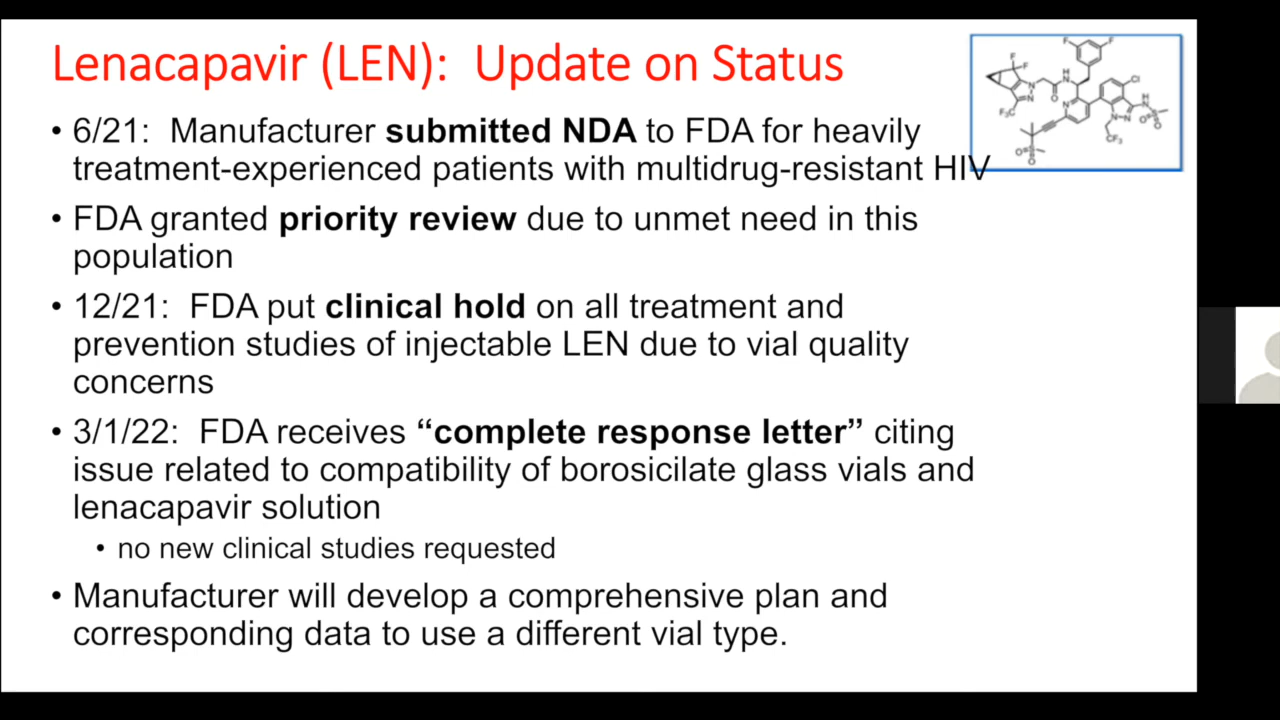 Lenacapavir (LEN): Update on Status
• 6/21: Manufacturer submitted NDA to FDA for heavily
treatment-experienced patients with multidrug-resistant HIV
• FDA granted priority review due to unmet need in this
population
• 12/21: FDA put clinical hold on all treatment and
prevention studies of injectable LEN due to vial quality
concerns
• 3/1/22: FDA receives “complete response letter” citing
issue related to compatibility of borosicilate glass vials and
lenacapavir solution
• no new clinical studies requested
• Manufacturer will develop a comprehensive plan and
corresponding data to use a different vial type.